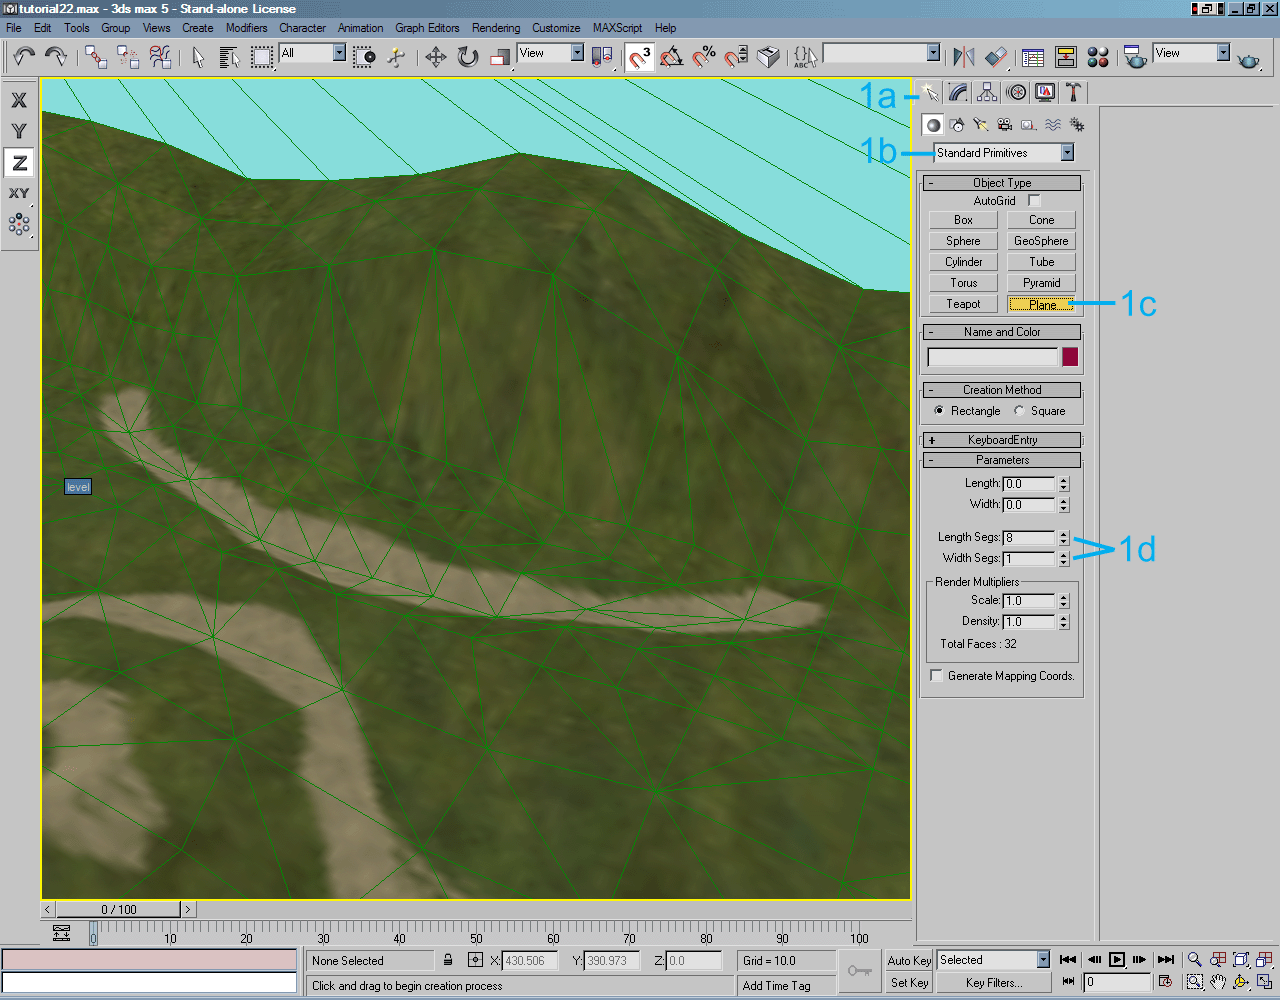 tutorial22.max - 3ds max 5 - Stand-alone License
File Edit Tools Group Views Create Modifiers Character Animation Graph Editors Rendering Customize MAXScript Help
All
View
3
{ABC
View
X
Y
Z
XY
1a
1b
Standard Primitives
- Object Type
AutoGrid
Box Cone
Sphere GeoSphere
Cylinder Tube
Torus Pyramid
Teapot Plane
1c
- Name and Color
- Creation Method
Rectangle Square
+ KeyboardEntry
- Parameters
Length: 0.0
Width: 0.0
Length Segs: 8
Width Segs: 1
1d
Render Multipliers
Scale: 1.0
Density: 1.0
Total Faces : 32
Generate Mapping Coords.
level
< 0 / 100 >
0 10 20 30 40 50 60 70 80 90 100
None Selected X: 430.506 Y: 390.973 Z: 0.0 Grid = 10.0 Auto Key Selected
Click and drag to begin creation process Add Time Tag Set Key Key Filters... 0